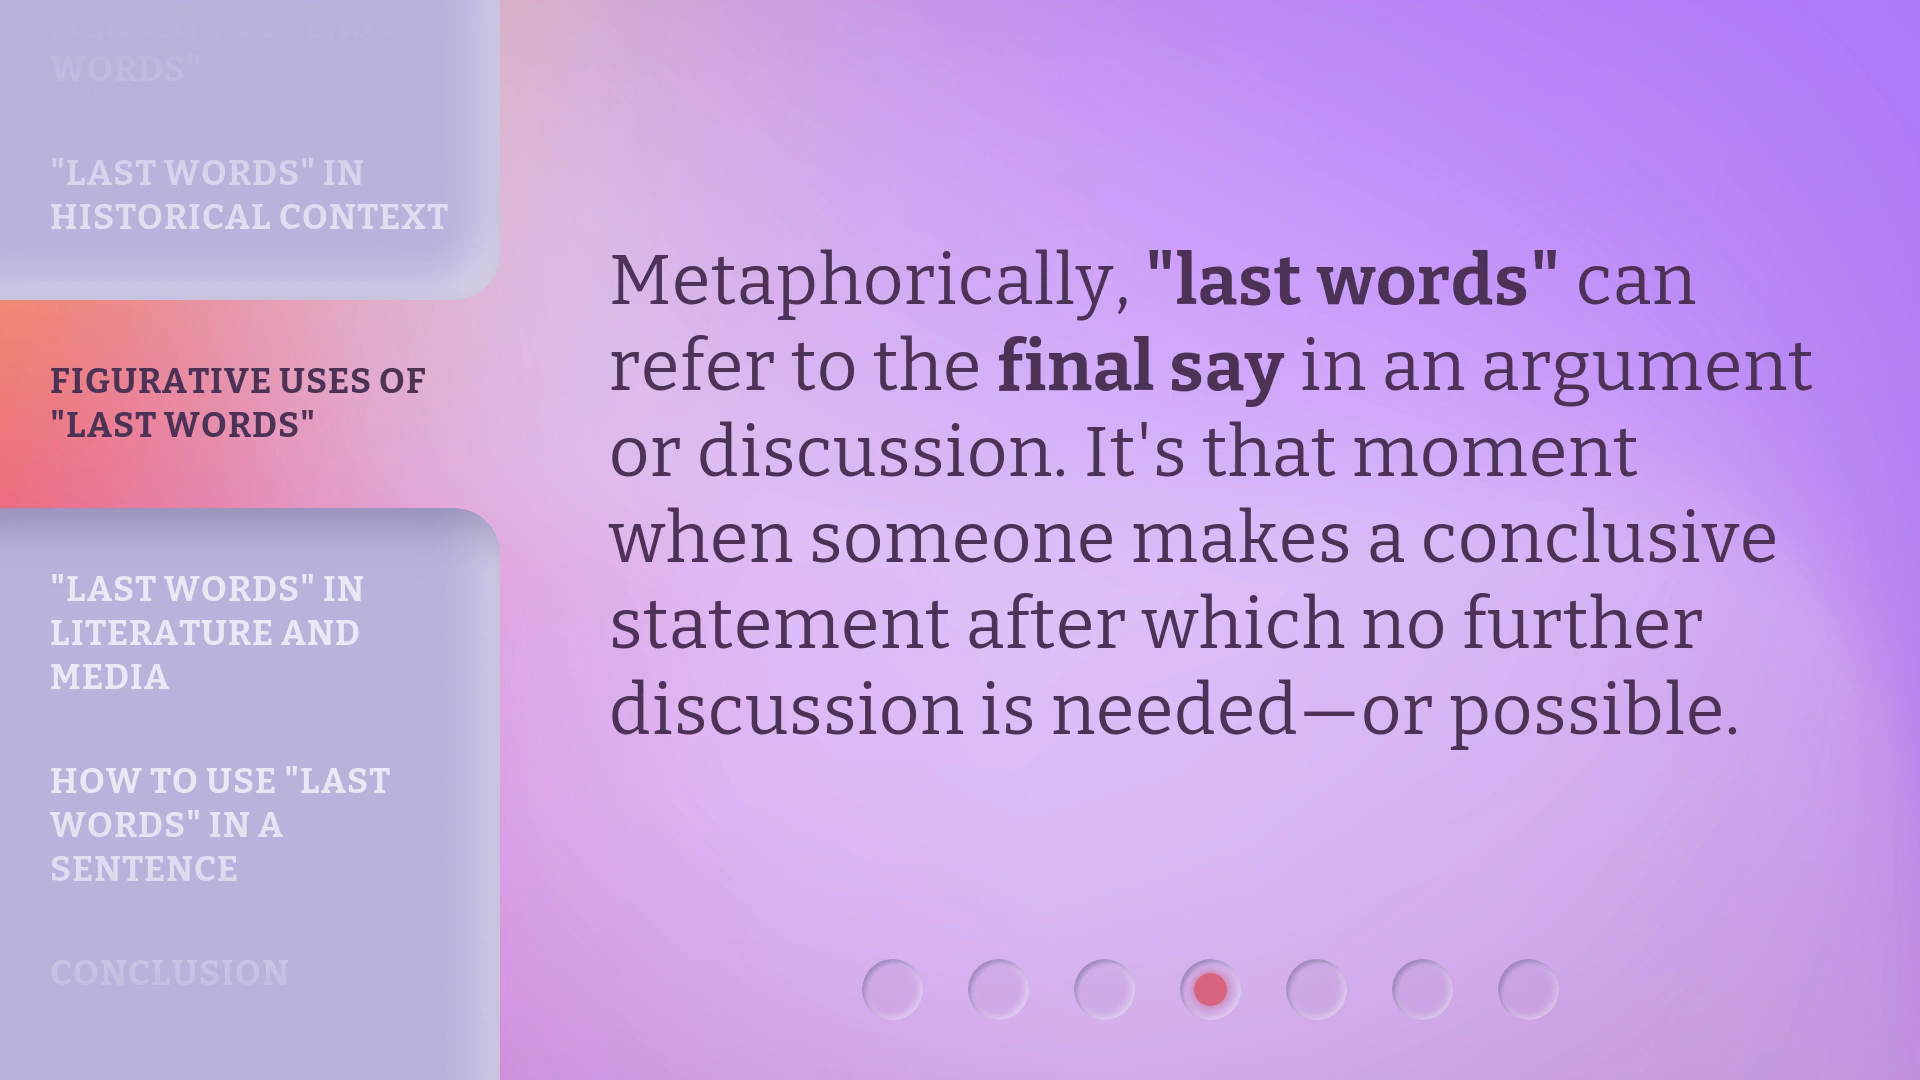 WORDS"
"LAST WORDS" IN
HISTORICAL CONTEXT
FIGURATIVE USES OF
"LAST WORDS"
"LAST WORDS" IN
LITERATURE AND
MEDIA
HOW TO USE "LAST
WORDS" IN A
SENTENCE
CONCLUSION
Metaphorically, "last words" can
refer to the final say in an argument
or discussion. It's that moment
when someone makes a conclusive
statement after which no further
discussion is needed—or possible.